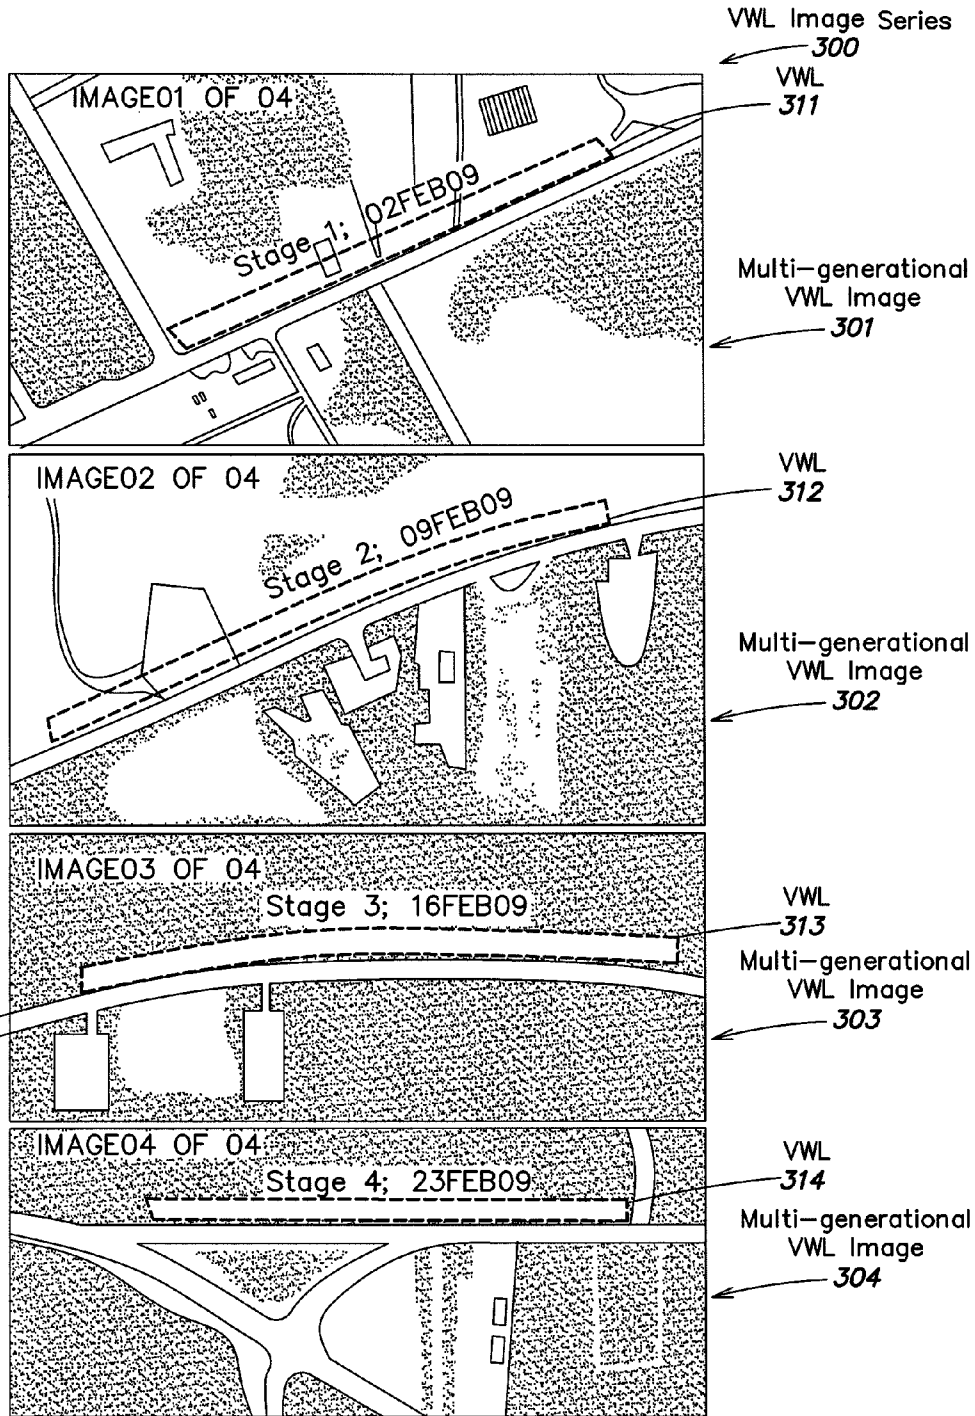 VWL Image Series
300
IMAGE01 OF 04
VWL
311
Stage 1; 02FEB09
Multi-generational
VWL Image
301
IMAGE02 OF 04
VWL
312
Stage 2; 09FEB09
Multi-generational
VWL Image
302
IMAGE03 OF 04
Stage 3; 16FEB09
VWL
313
Multi-generational
VWL Image
303
IMAGE04 OF 04
Stage 4; 23FEB09
VWL
314
Multi-generational
VWL Image
304